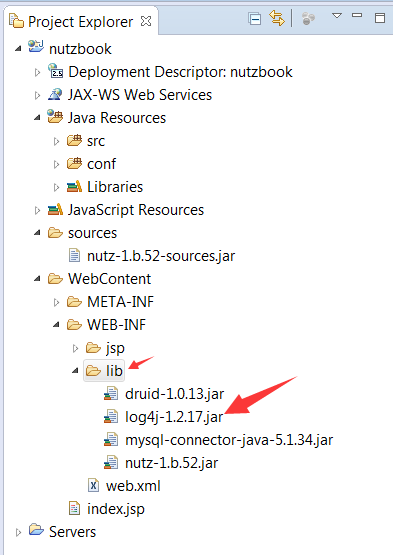 Project Explorer
nutzbook
Deployment Descriptor: nutzbook
JAX-WS Web Services
Java Resources
src
conf
Libraries
JavaScript Resources
sources
nutz-1.b.52-sources.jar
WebContent
META-INF
WEB-INF
jsp
lib
druid-1.0.13.jar
log4j-1.2.17.jar
mysql-connector-java-5.1.34.jar
nutz-1.b.52.jar
web.xml
index.jsp
Servers